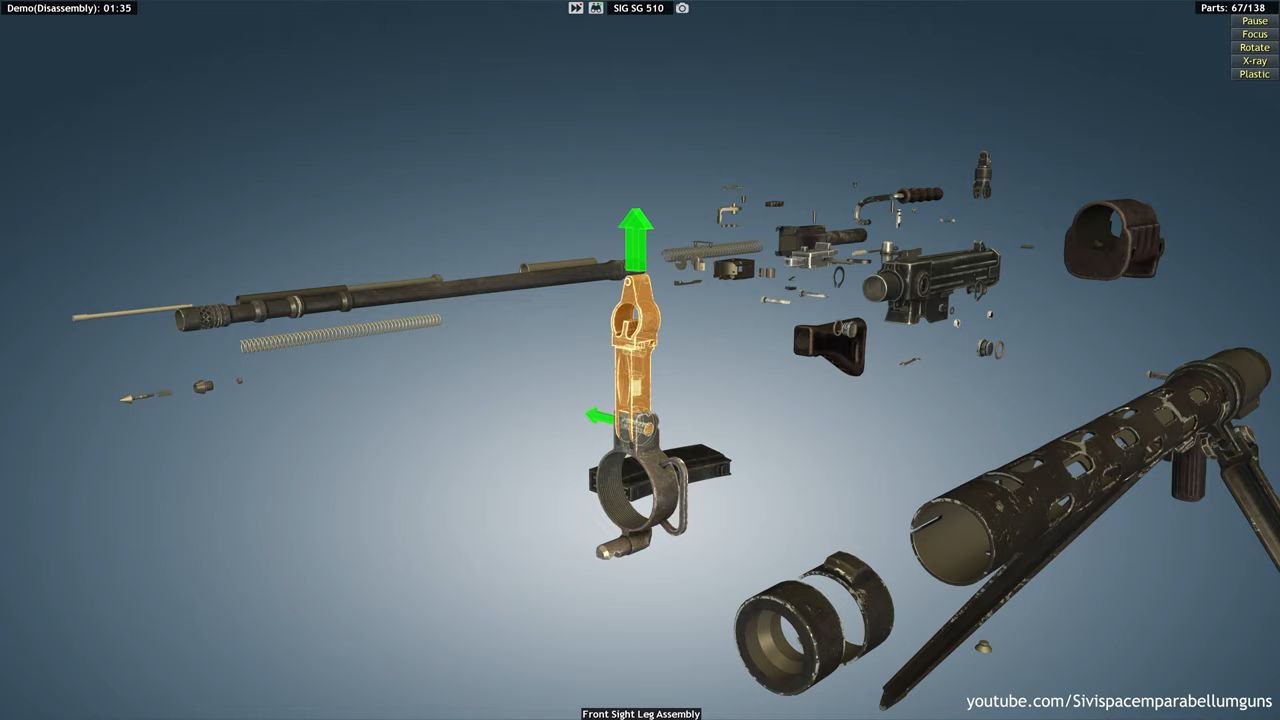 Demo(Disassembly): 01:35
SIG SG 510
Parts: 67/138
Pause
Focus
Rotate
X-ray
Plastic
youtube.com/Sivispacemparabellumguns
Front Sight Leg Assembly